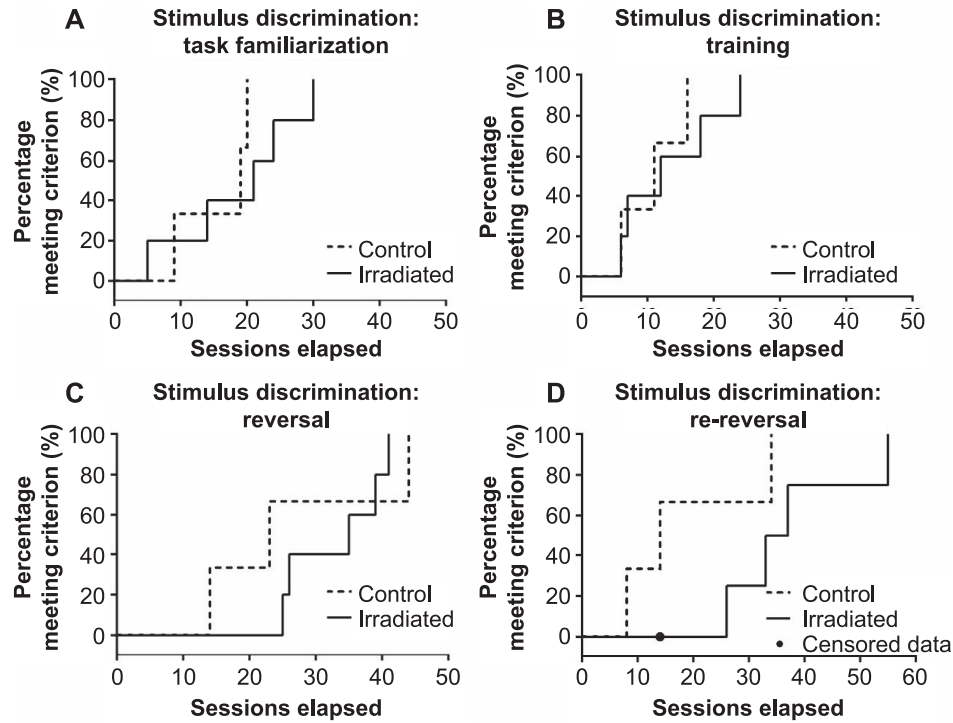 A
Stimulus discrimination:
task familiarization
Percentage
meeting criterion (%)
100
80
60
40
20
0
Control
Irradiated
0 10 20 30 40 50
Sessions elapsed
B
Stimulus discrimination:
training
Percentage
meeting criterion (%)
100
80
60
40
20
0
Control
Irradiated
0 10 20 30 40 50
Sessions elapsed
C
Stimulus discrimination:
reversal
Percentage
meeting criterion (%)
100
80
60
40
20
0
Control
Irradiated
0 10 20 30 40 50
Sessions elapsed
D
Stimulus discrimination:
re-reversal
Percentage
meeting criterion (%)
100
80
60
40
20
0
Control
Irradiated
Censored data
0 10 20 30 40 50 60
Sessions elapsed